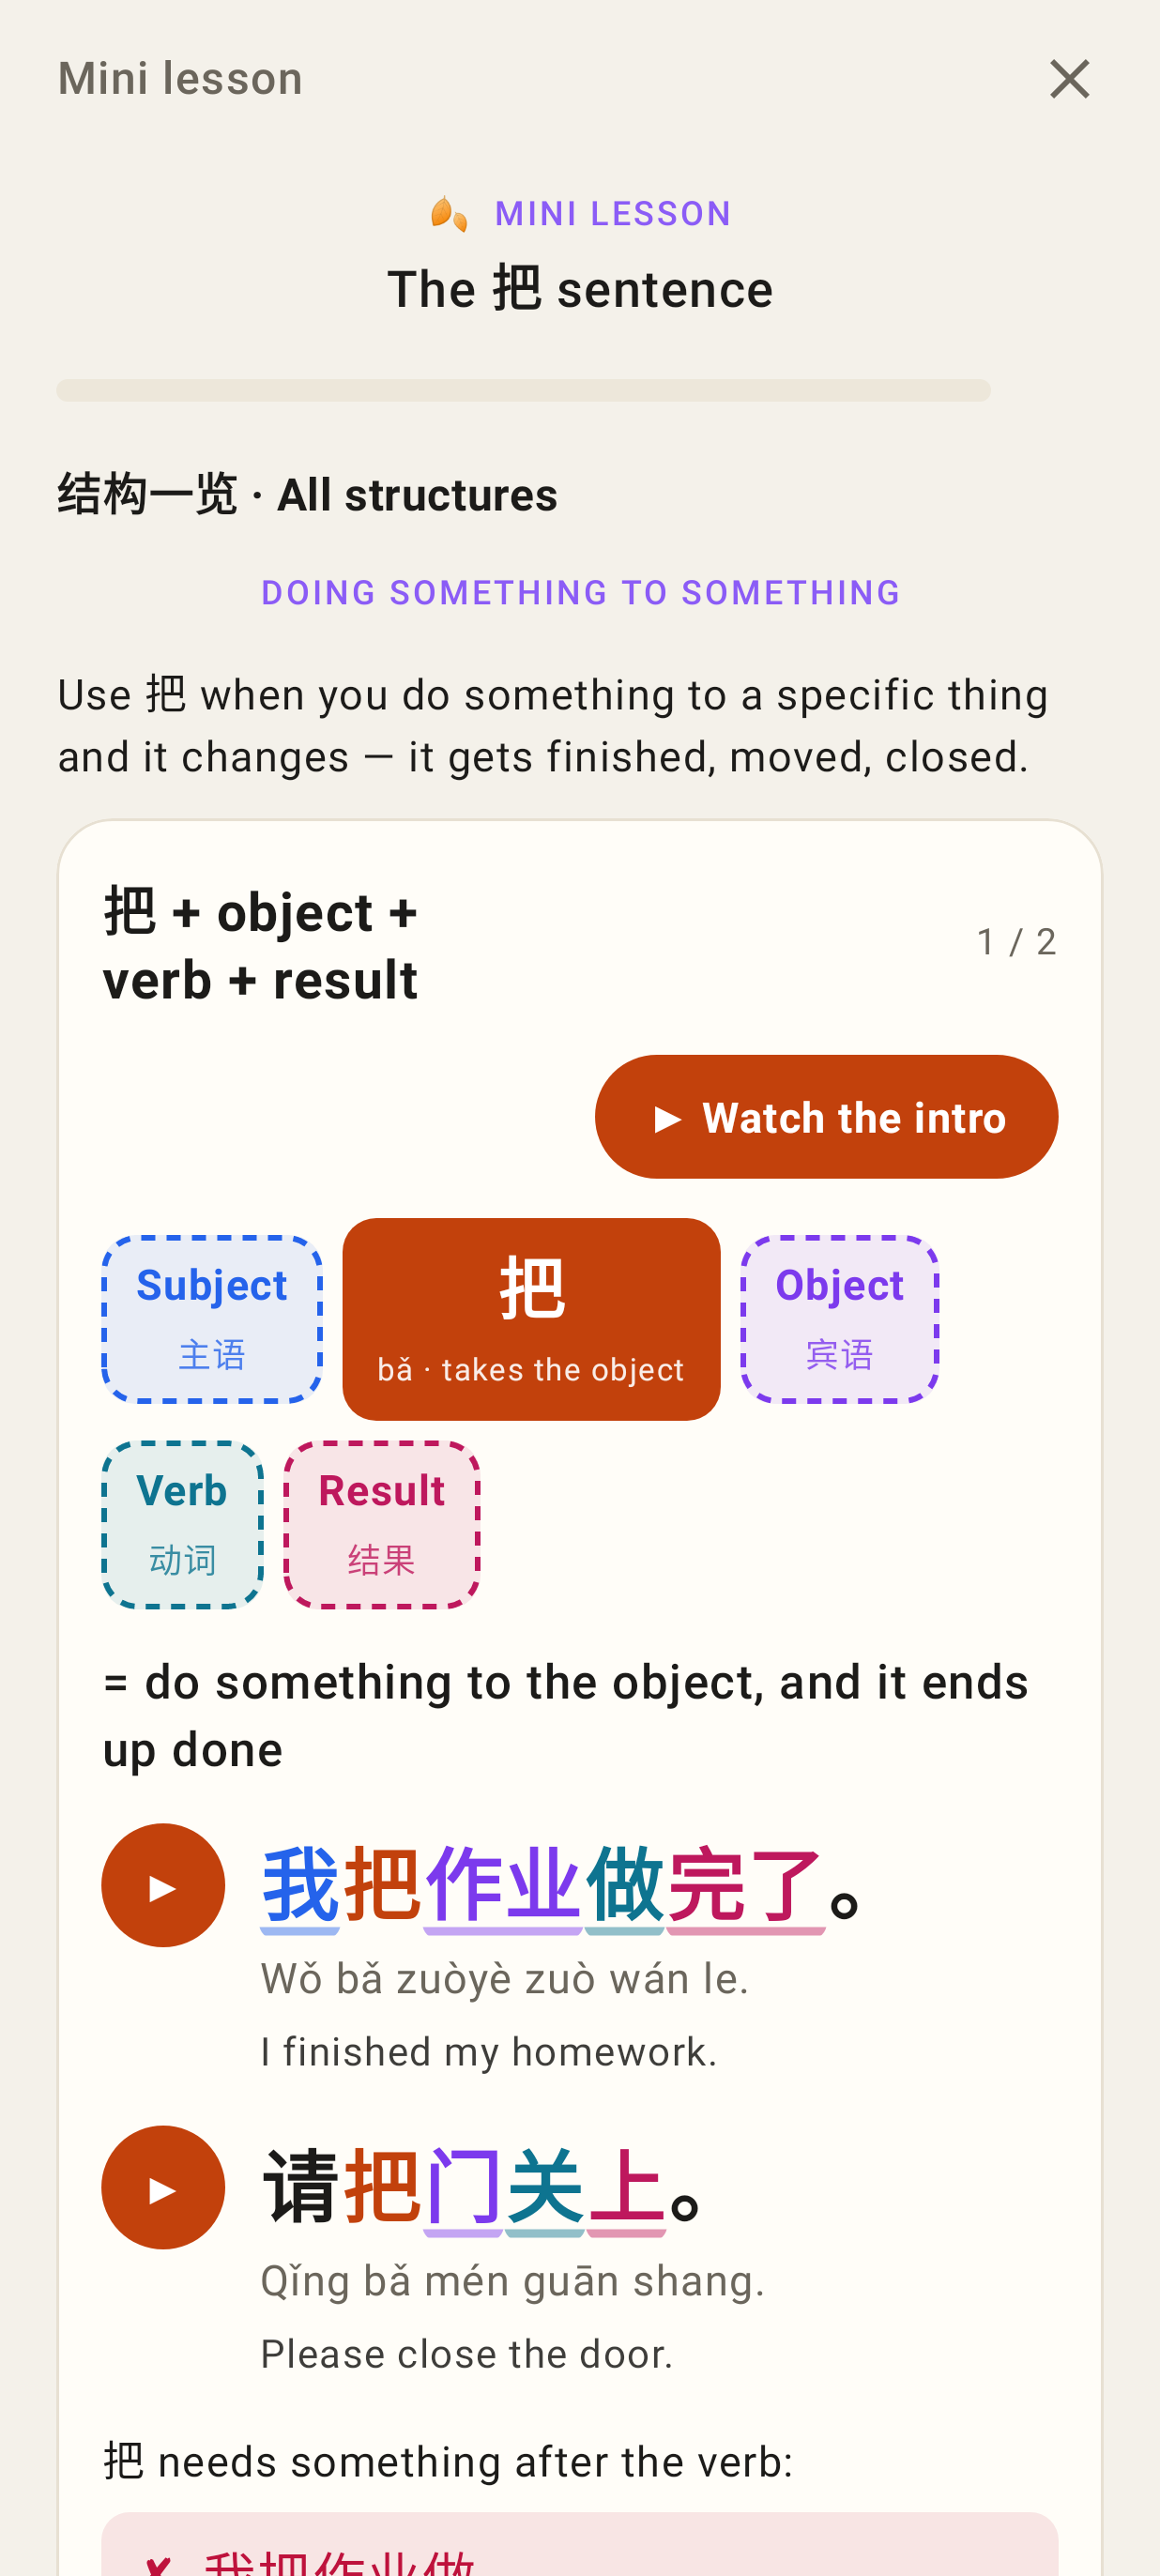 Mini lesson
MINI LESSON
The 把 sentence
结构一览 · All structures
DOING SOMETHING TO SOMETHING
Use 把 when you do something to a specific thing
and it changes — it gets finished, moved, closed.
把 + object +
verb + result
1 / 2
▶ Watch the intro
Subject
主语
把
bǎ · takes the object
Object
宾语
Verb
动词
Result
结果
= do something to the object, and it ends
up done
我把作业做完了。
Wǒ bǎ zuòyè zuò wán le.
I finished my homework.
请把门关上。
Qǐng bǎ mén guān shang.
Please close the door.
把 needs something after the verb:
✘ 我把作业做